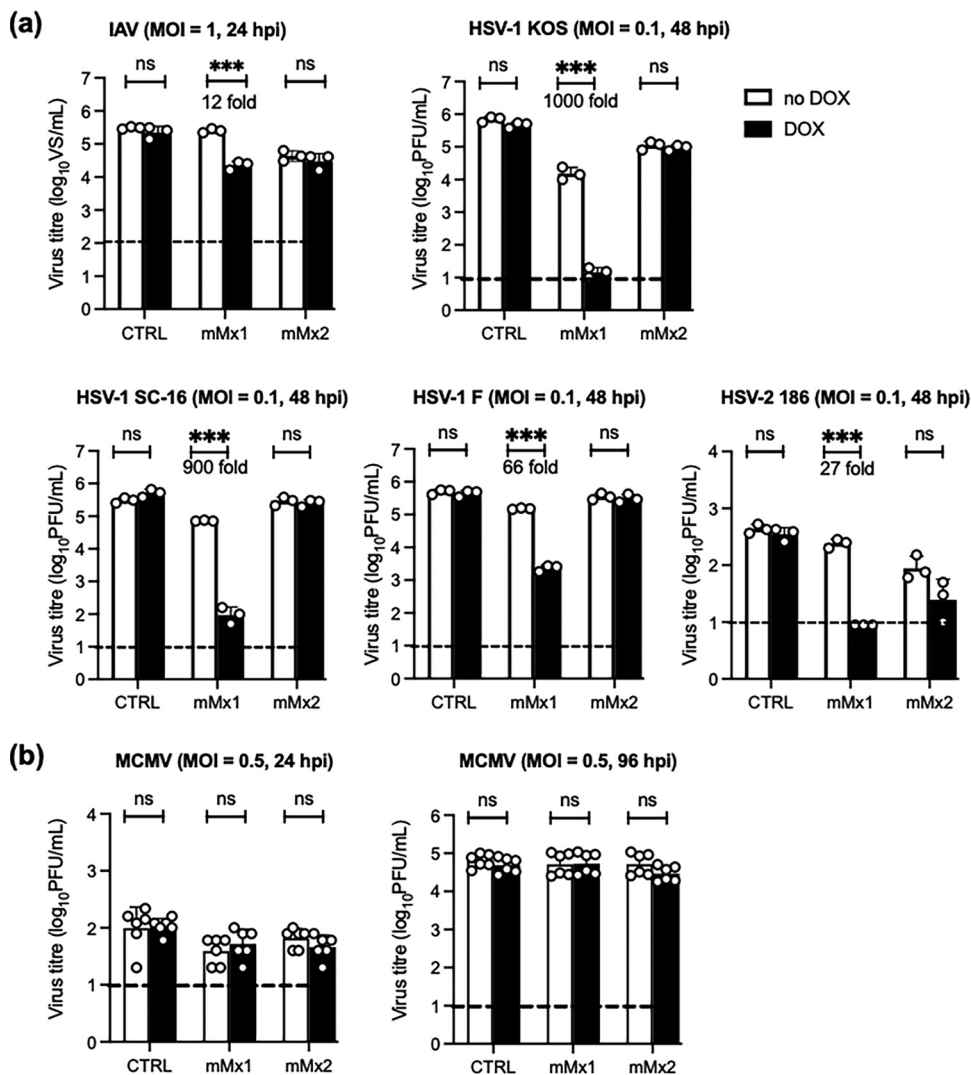 (a)
IAV (MOI = 1, 24 hpi)
ns
***
ns
12 fold
7
6
5
4
3
2
1
0
Virus titre (log10VS/mL)
CTRL
mMx1
mMx2
HSV-1 KOS (MOI = 0.1, 48 hpi)
ns
***
ns
1000 fold
7
6
5
4
3
2
1
0
Virus titre (log10PFU/mL)
CTRL
mMx1
mMx2
no DOX
DOX
HSV-1 SC-16 (MOI = 0.1, 48 hpi)
ns
***
ns
900 fold
7
6
5
4
3
2
1
0
Virus titre (log10PFU/mL)
CTRL
mMx1
mMx2
HSV-1 F (MOI = 0.1, 48 hpi)
ns
***
ns
66 fold
7
6
5
4
3
2
1
0
Virus titre (log10PFU/mL)
CTRL
mMx1
mMx2
HSV-2 186 (MOI = 0.1, 48 hpi)
ns
***
ns
27 fold
4
3
2
1
0
Virus titre (log10PFU/mL)
CTRL
mMx1
mMx2
(b)
MCMV (MOI = 0.5, 24 hpi)
ns
ns
ns
4
3
2
1
0
Virus titre (log10PFU/mL)
CTRL
mMx1
mMx2
MCMV (MOI = 0.5, 96 hpi)
ns
ns
ns
6
5
4
3
2
1
0
Virus titre (log10PFU/mL)
CTRL
mMx1
mMx2